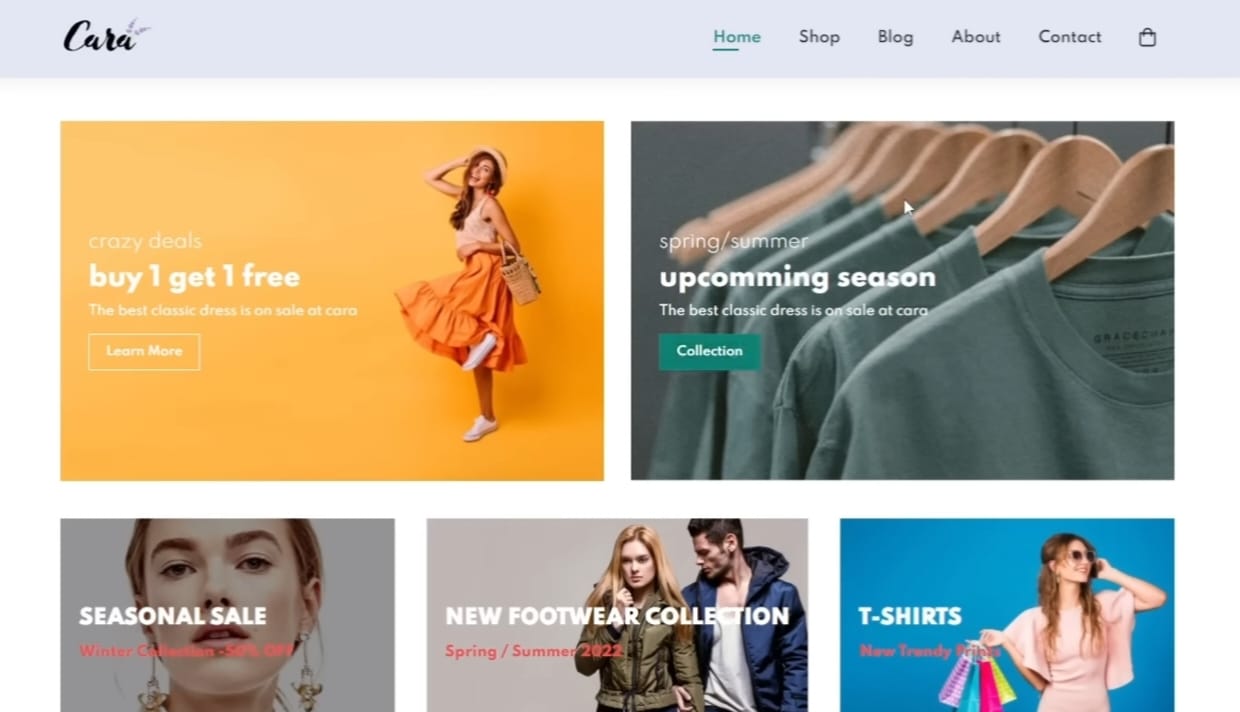 Cara
Home Shop Blog About Contact
crazy deals
buy 1 get 1 free
The best classic dress is on sale at cara
Learn More
spring/summer
upcomming season
The best classic dress is on sale at cara
Collection
SEASONAL SALE
Winter Collection -50% OFF
NEW FOOTWEAR COLLECTION
Spring / Summer 2022
T-SHIRTS
New Trendy Prints